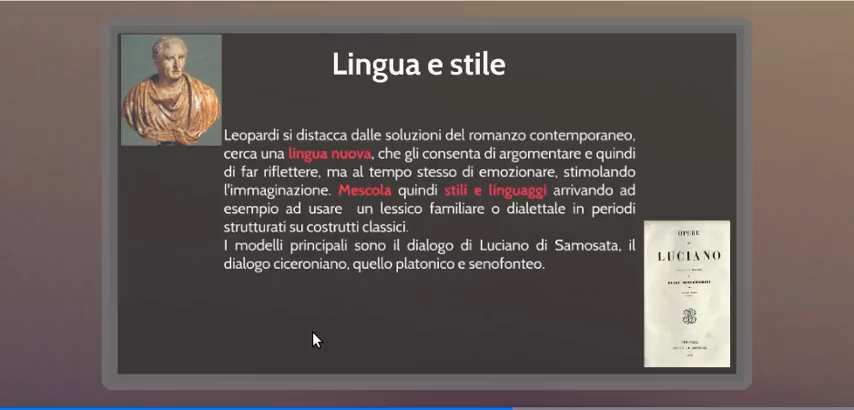 Lingua e stile
Leopardi si distacca dalle soluzioni del romanzo contemporaneo,
cerca una lingua nuova, che gli consenta di argomentare e quindi
di far riflettere, ma al tempo stesso di emozionare, stimolando
l'immaginazione. Mescola quindi stili e linguaggi arrivando ad
esempio ad usare un lessico familiare o dialettale in periodi
strutturati su costrutti classici.
I modelli principali sono il dialogo di Luciano di Samosata, il
dialogo ciceroniano, quello platonico e senofonteo.
OPERE
LUCIANO